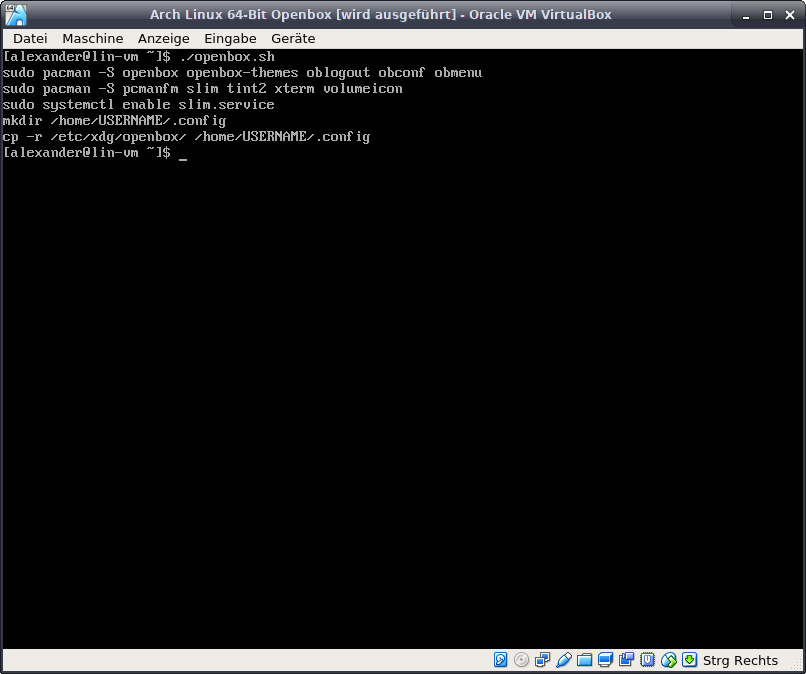 Arch Linux 64-Bit Openbox [wird ausgeführt] - Oracle VM VirtualBox
Datei Maschine Anzeige Eingabe Geräte
[alexander@lin-vm ~]$ ./openbox.sh
sudo pacman -S openbox openbox-themes oblogout obconf obmenu
sudo pacman -S pcmanfm slim tint2 xterm volumeicon
sudo systemctl enable slim.service
mkdir /home/USERNAME/.config
cp -r /etc/xdg/openbox/ /home/USERNAME/.config
[alexander@lin-vm ~]$ _
Strg Rechts